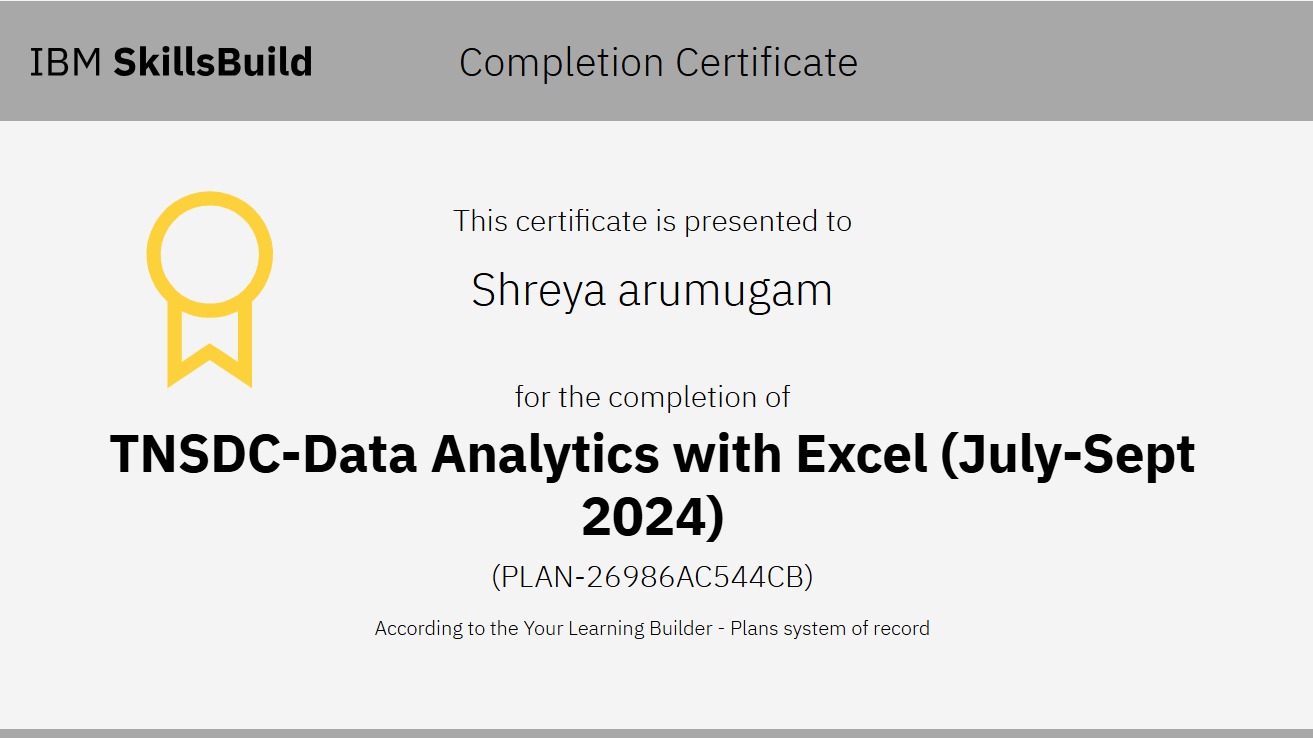 IBM SkillsBuild
Completion Certificate
This certificate is presented to
Shreya arumugam
for the completion of
TNSDC-Data Analytics with Excel (July-Sept
2024)
(PLAN-26986AC544CB)
According to the Your Learning Builder - Plans system of record